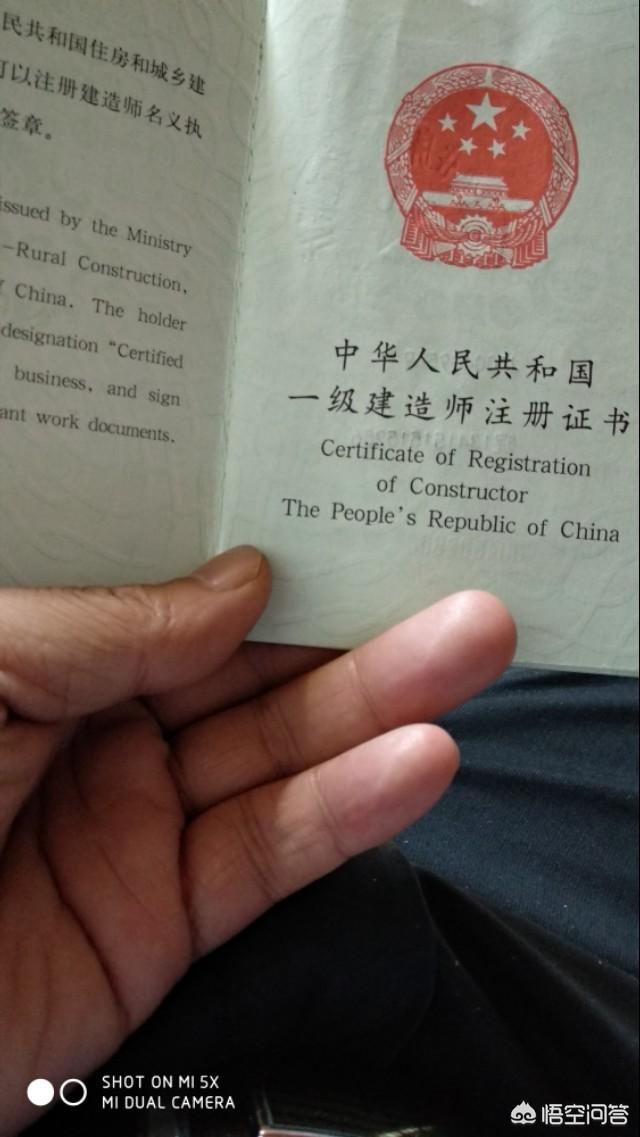 民共和国住房和城乡建
可以注册建造师名义执
签章。
issued by the Ministry
-Rural Construction,
China. The holder
designation “Certified
business, and sign
ant work documents.
中华人民共和国
一级建造师注册证书
Certificate of Registration
of Constructor
The People's Republic of China
SHOT ON MI 5X
MI DUAL CAMERA
悟空问答